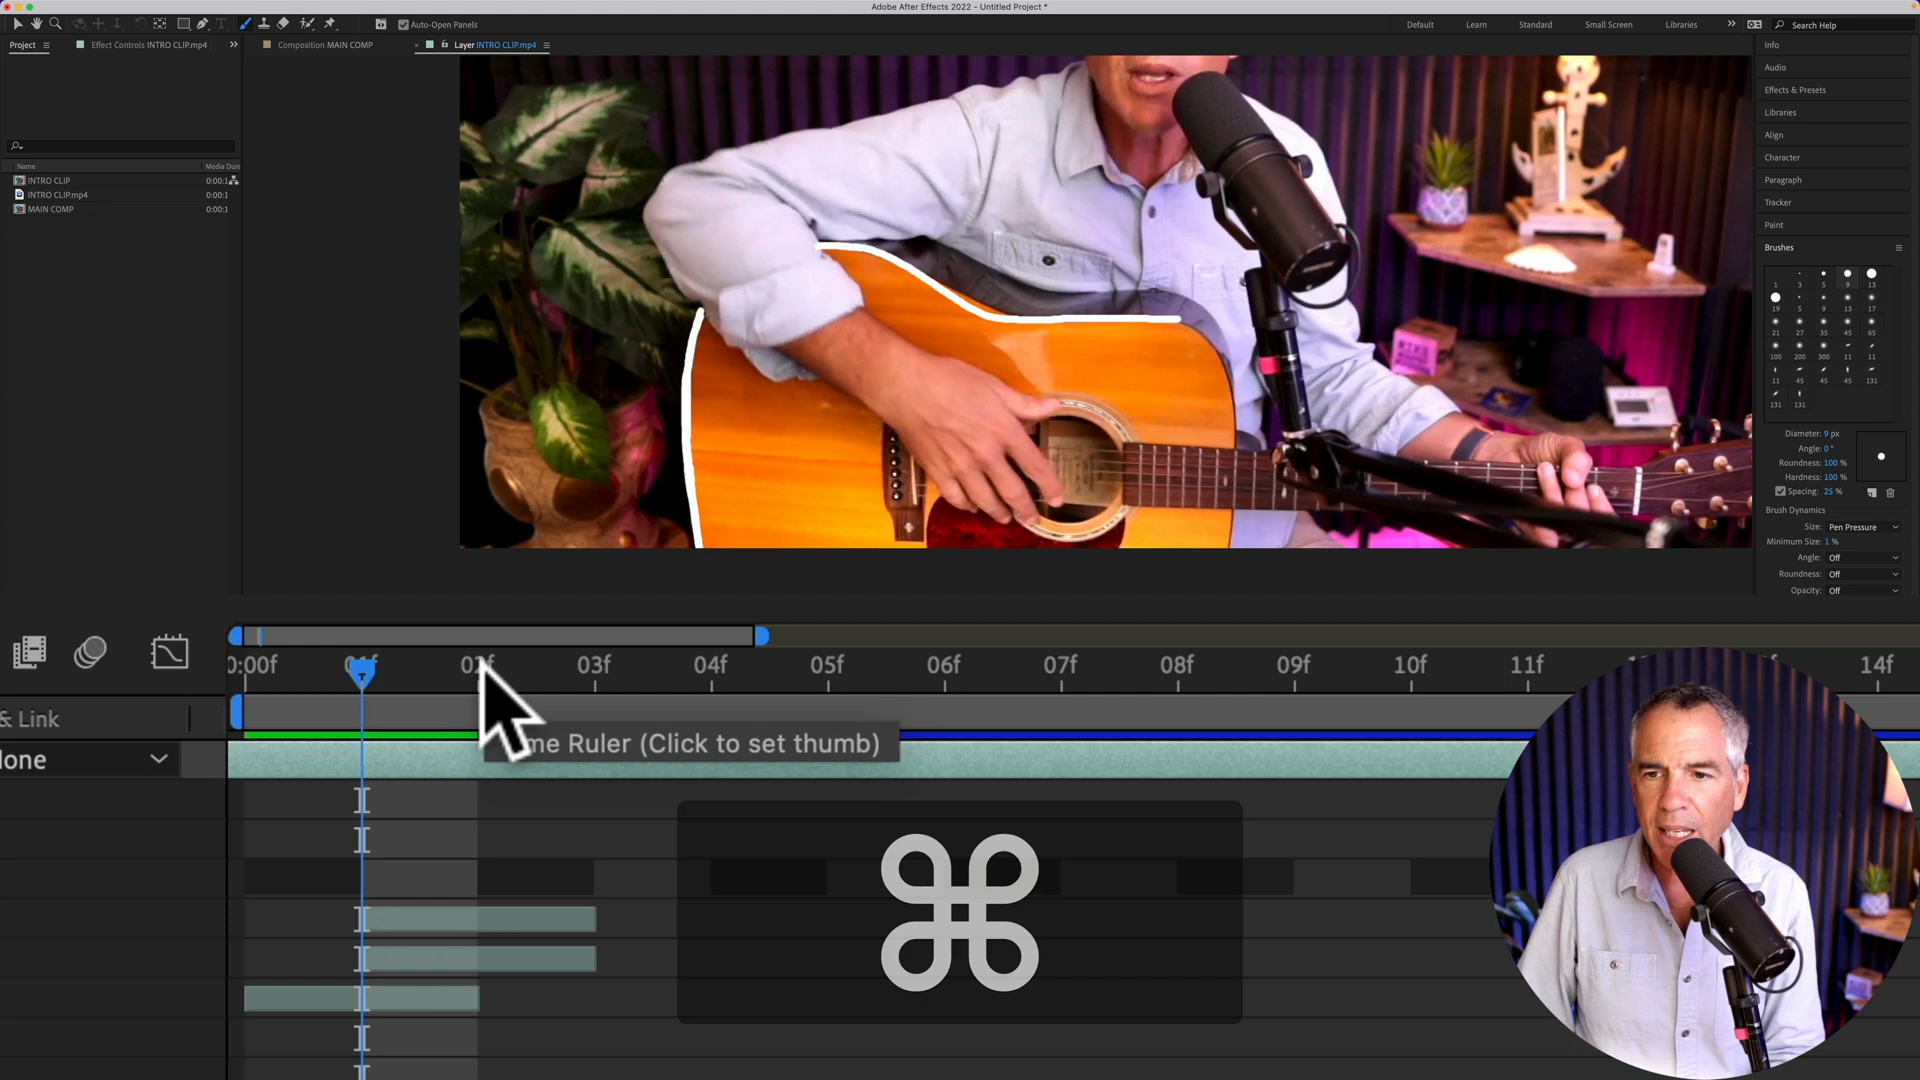 Adobe After Effects 2022 - Untitled Project *
Auto-Open Panels
Default
Learn
Standard
Small Screen
Libraries
Search Help
Project
Effect Controls INTRO CLIP.mp4
Composition MAIN COMP
Layer INTRO CLIP.mp4
Info
Audio
Effects & Presets
Libraries
Align
Character
Paragraph
Tracker
Paint
Brushes
Name
Media Dura
INTRO CLIP 0:00:1
INTRO CLIP.mp4 0:00:1
MAIN COMP 0:00:1
1 3 5 9 13
19 5 9 13 17
21 27 35 45 65
100 200 300 11 11
11 45 45 45 131
131 131
Diameter: 9 px
Angle: 0 °
Roundness: 100 %
Hardness: 100 %
Spacing: 25 %
Brush Dynamics
Size: Pen Pressure
Minimum Size: 1 %
Angle: Off
Roundness: Off
Opacity: Off
0:00f 01f 02f 03f 04f 05f 06f 07f 08f 09f 10f 11f 14f
& Link
me Ruler (Click to set thumb)
lone